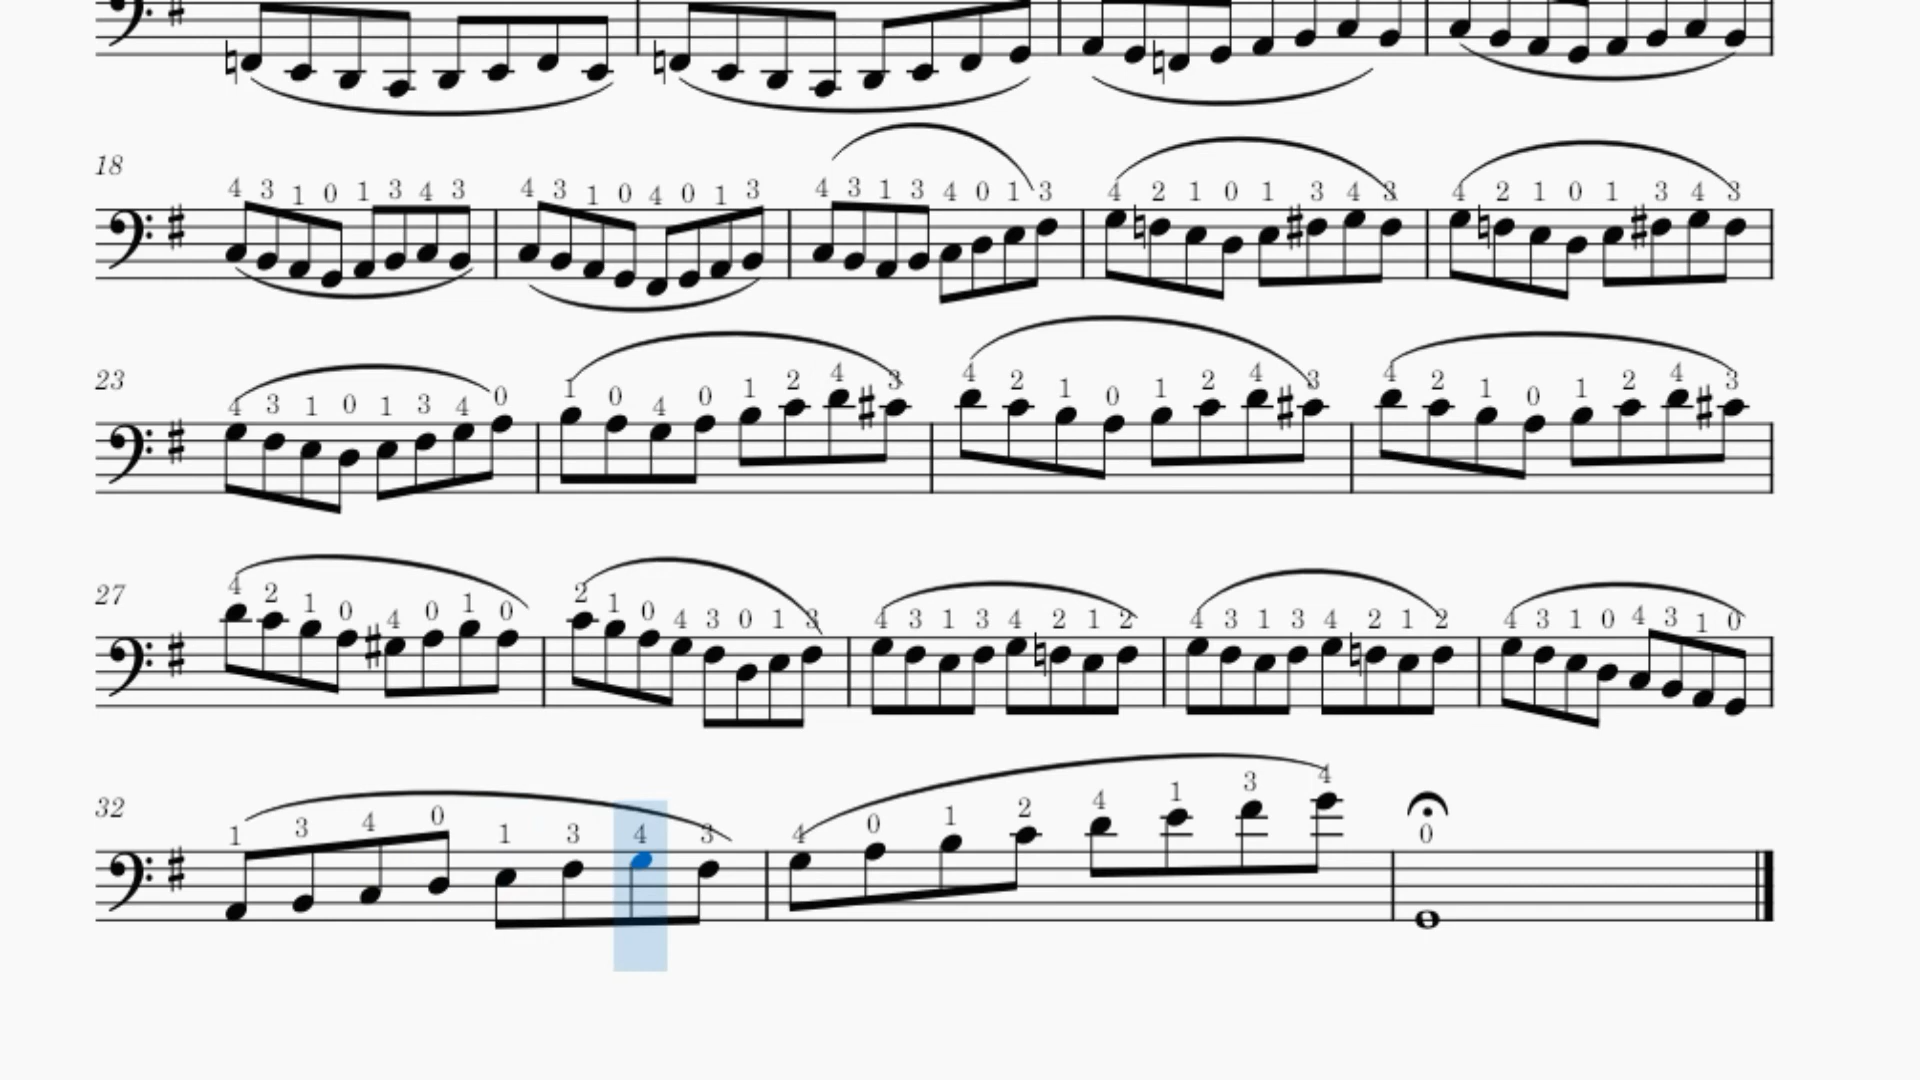 18
4 3 1 0 1 3 4 3 4 3 1 0 4 0 1 3 4 3 1 3 4 0 1 3 4 2 1 0 1 3 4 3 4 2 1 0 1 3 4 3
23
4 3 1 0 1 3 4 0 1 0 4 0 1 2 4 3 4 2 1 0 1 2 4 3 4 2 1 0 1 2 4 3
27
4 2 1 0 4 0 1 0 2 1 0 4 3 0 1 3 4 3 1 3 4 2 1 2 4 3 1 3 4 2 1 2 4 3 1 0 4 3 1 0
32
1 3 4 0 1 3 4 3 4 0 1 2 4 1 3 4 0